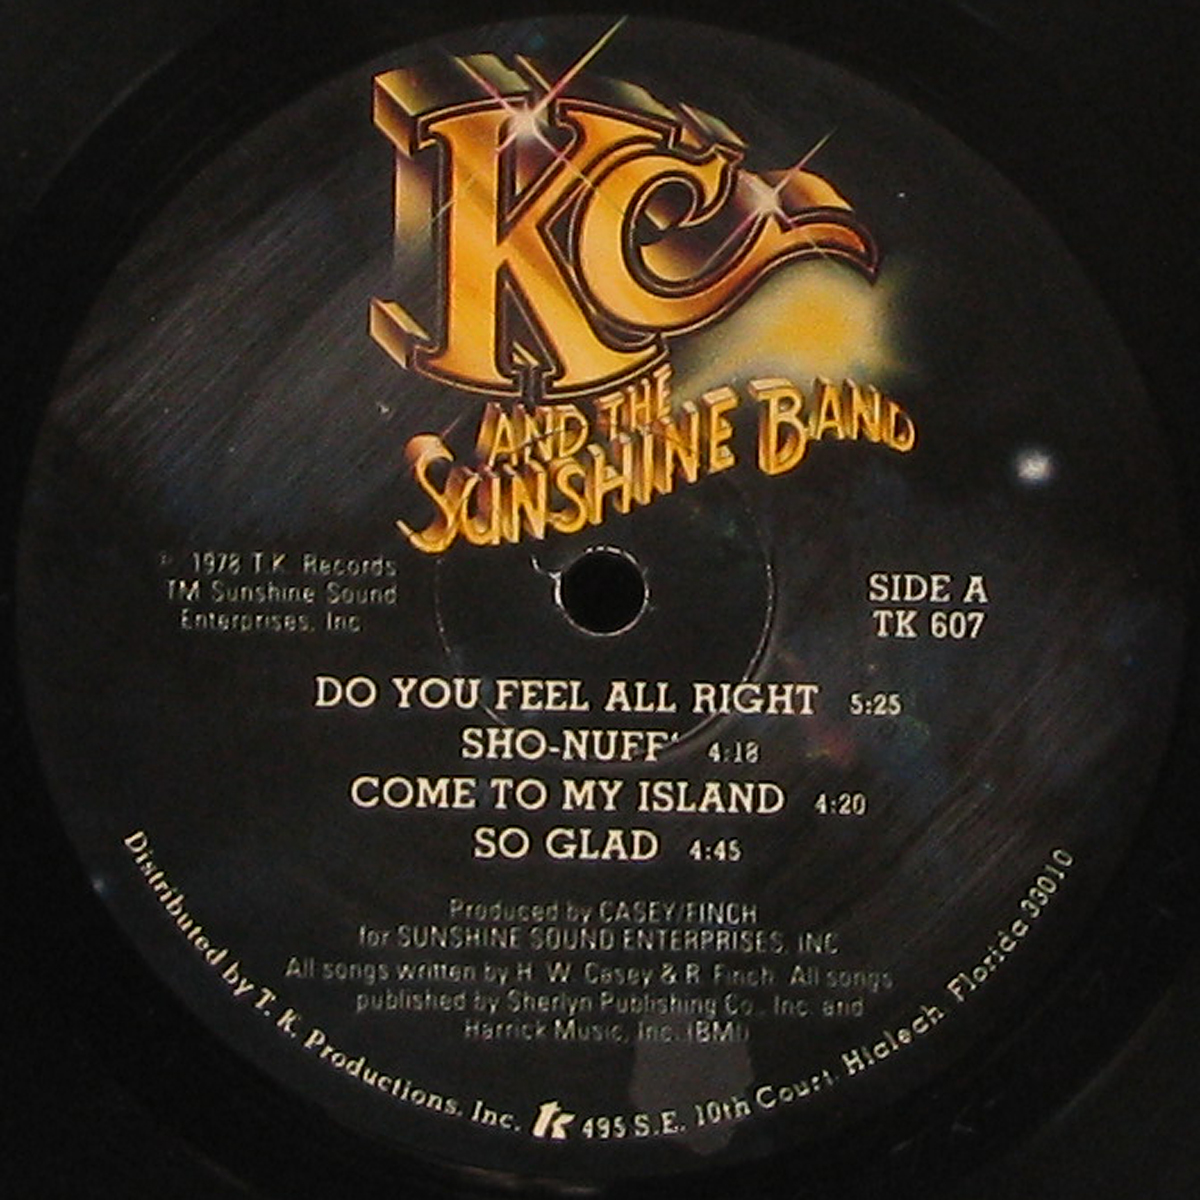 KC
AND THE
SUNSHINE BAND
℗ 1978 T.K. Records
TM Sunshine Sound
Enterprises, Inc.
SIDE A
TK 607
DO YOU FEEL ALL RIGHT 5:25
SHO-NUFF' 4:18
COME TO MY ISLAND 4:20
SO GLAD 4:45
Produced by CASEY/FINCH
for SUNSHINE SOUND ENTERPRISES, INC.
All songs written by H. W. Casey & R. Finch. All songs
published by Sherlyn Publishing Co., Inc. and
Harrick Music, Inc. (BMI)
Distributed by T. K. Productions, Inc. tk 495 S.E. 10th Court, Hialeah, Florida 33010